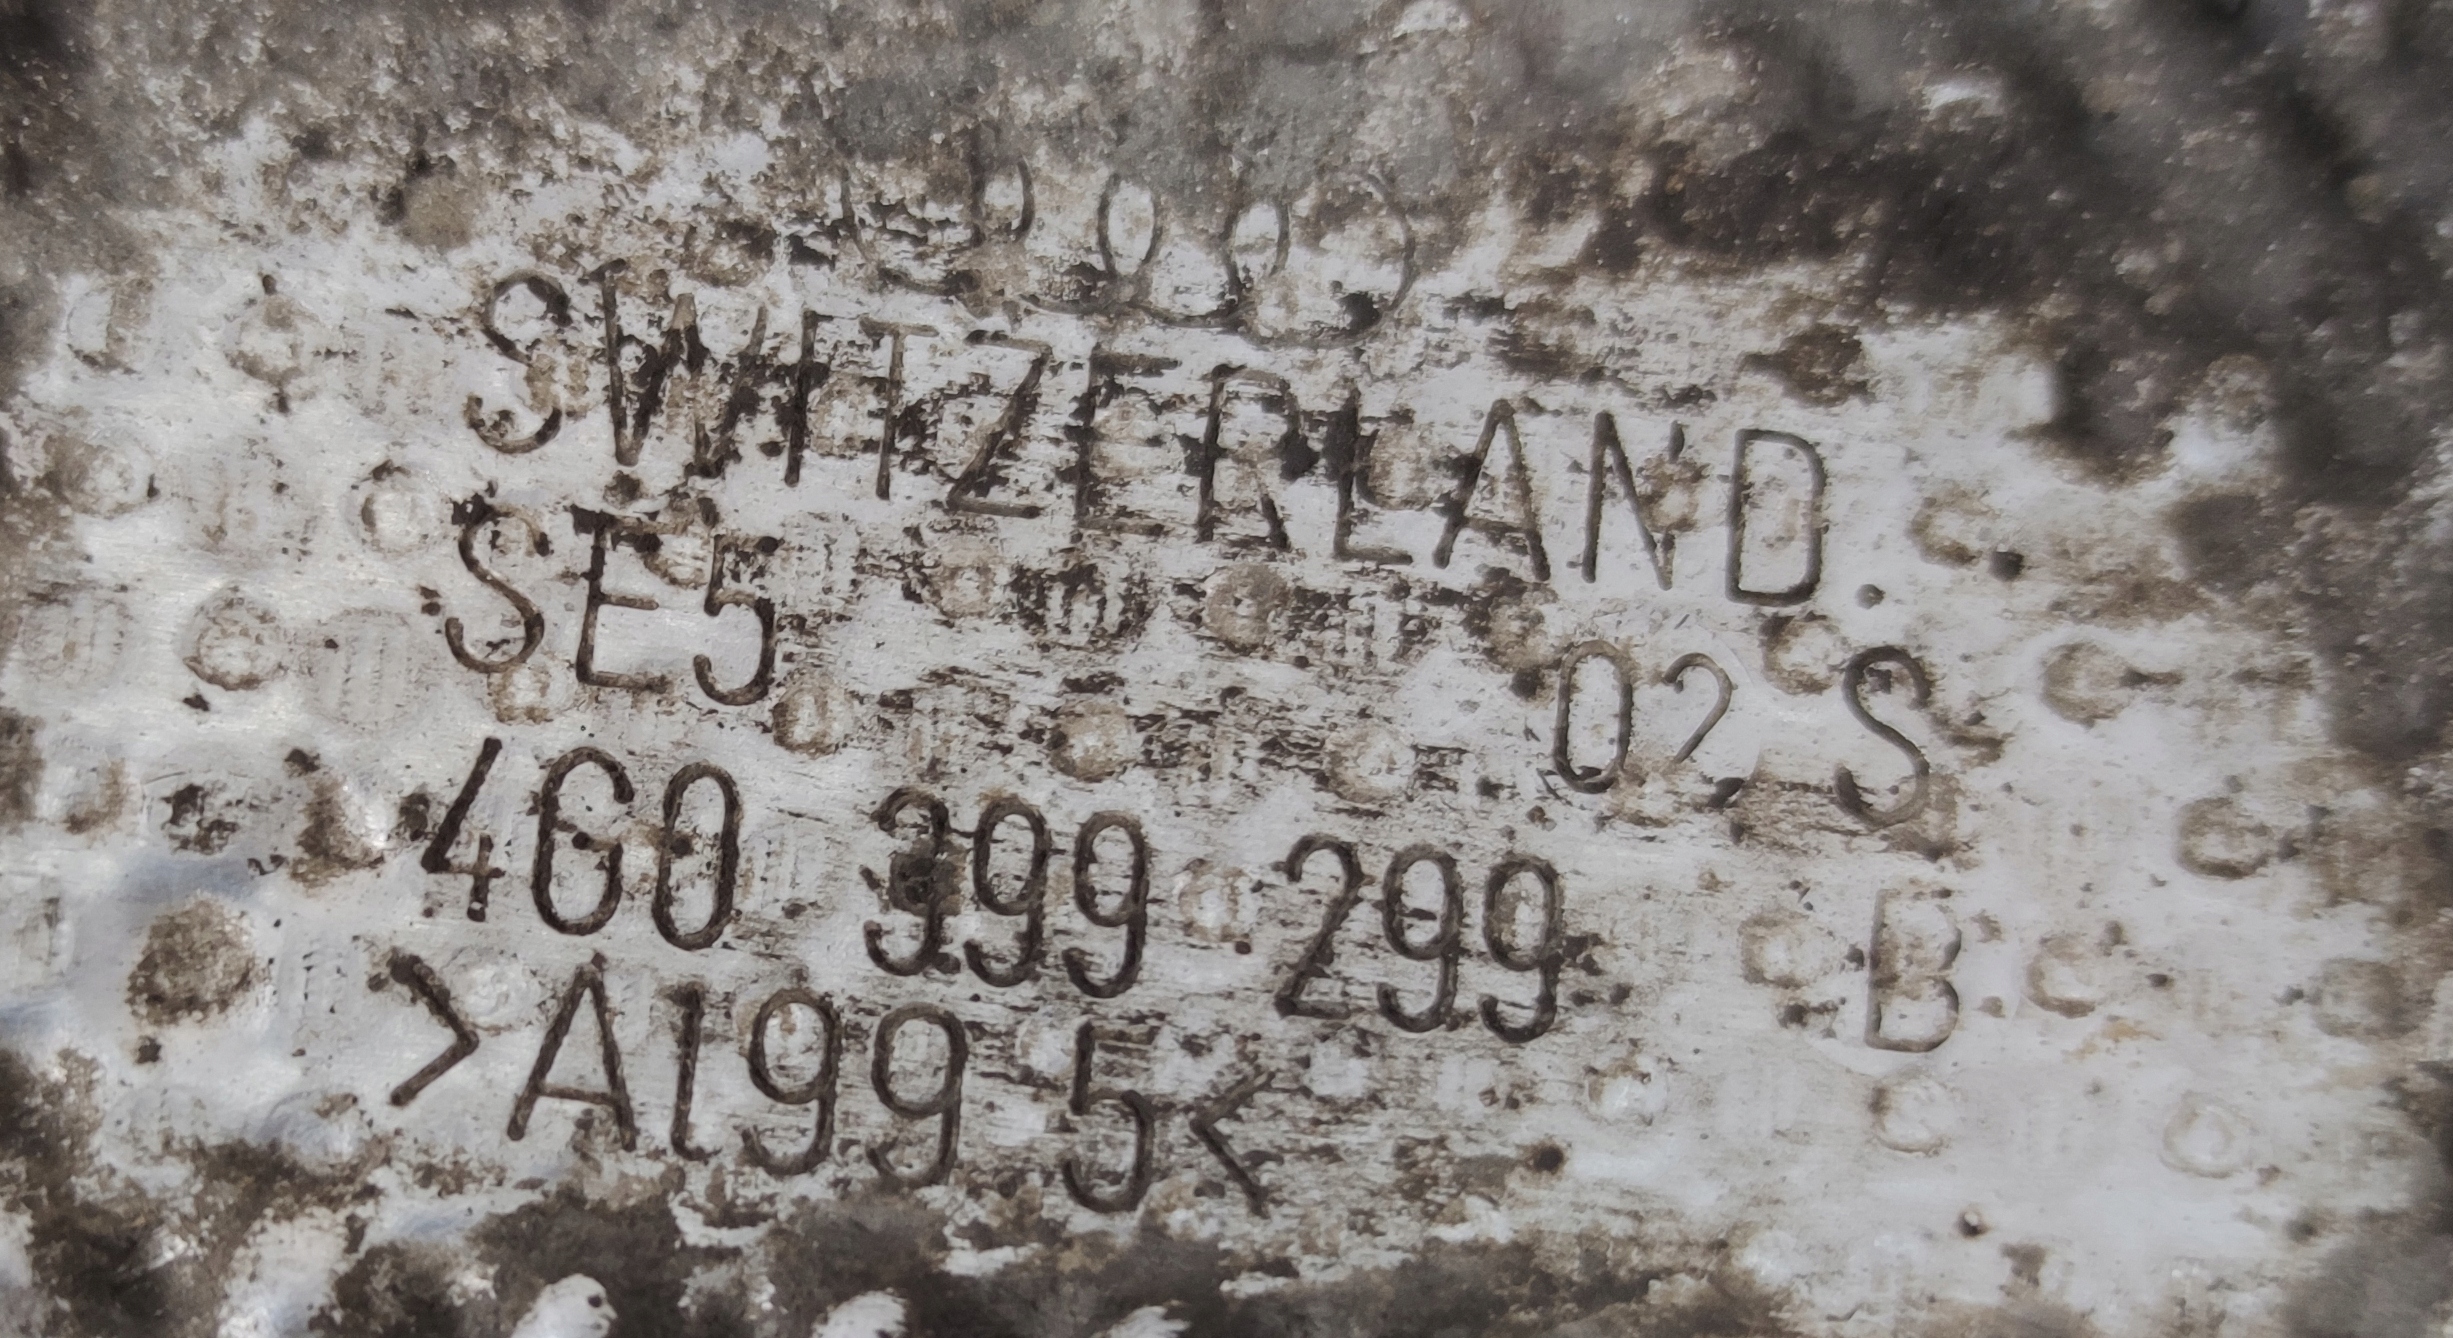 SWITZERLAND.
SE5 02 S
4G0 399 299 B
>Al99 5<